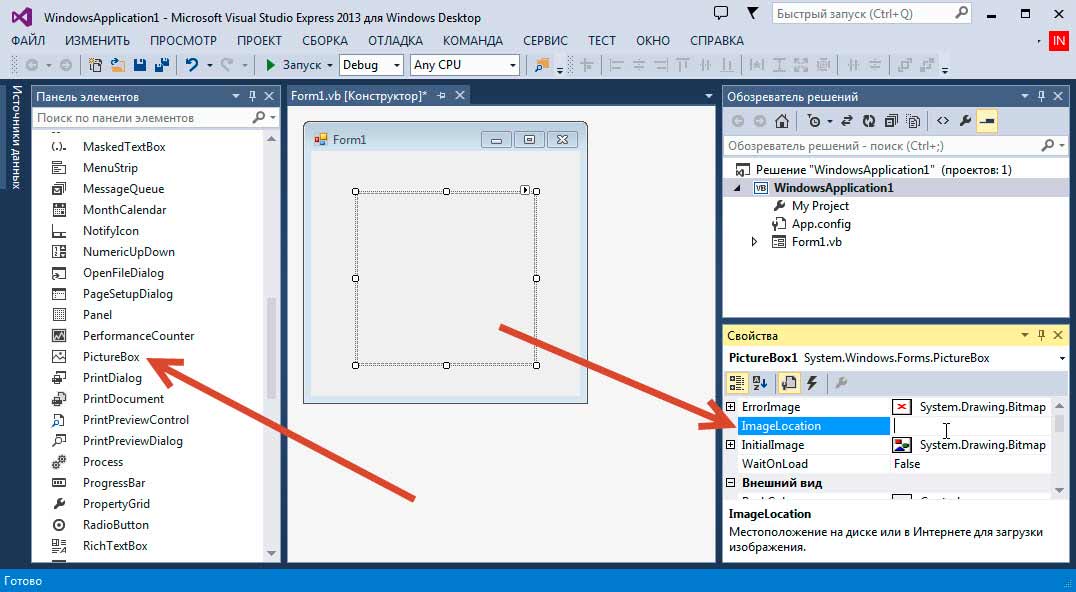 WindowsApplication1 - Microsoft Visual Studio Express 2013 для Windows Desktop
Быстрый запуск (Ctrl+Q)
ФАЙЛ ИЗМЕНИТЬ ПРОСМОТР ПРОЕКТ СБОРКА ОТЛАДКА КОМАНДА СЕРВИС ТЕСТ ОКНО СПРАВКА
IN
Запуск Debug Any CPU
Источники данных
Панель элементов
Поиск по панели элементов
MaskedTextBox
MenuStrip
MessageQueue
MonthCalendar
NotifyIcon
NumericUpDown
OpenFileDialog
PageSetupDialog
Panel
PerformanceCounter
PictureBox
PrintDialog
PrintDocument
PrintPreviewControl
PrintPreviewDialog
Process
ProgressBar
PropertyGrid
RadioButton
RichTextBox
Form1.vb [Конструктор]*
Form1
Обозреватель решений
Обозреватель решений - поиск (Ctrl+;)
Решение "WindowsApplication1" (проектов: 1)
VB WindowsApplication1
My Project
App.config
Form1.vb
Свойства
PictureBox1 System.Windows.Forms.PictureBox
ErrorImage System.Drawing.Bitmap
ImageLocation
InitialImage System.Drawing.Bitmap
WaitOnLoad False
Внешний вид
ImageLocation
Местоположение на диске или в Интернете для загрузки
изображения.
Готово